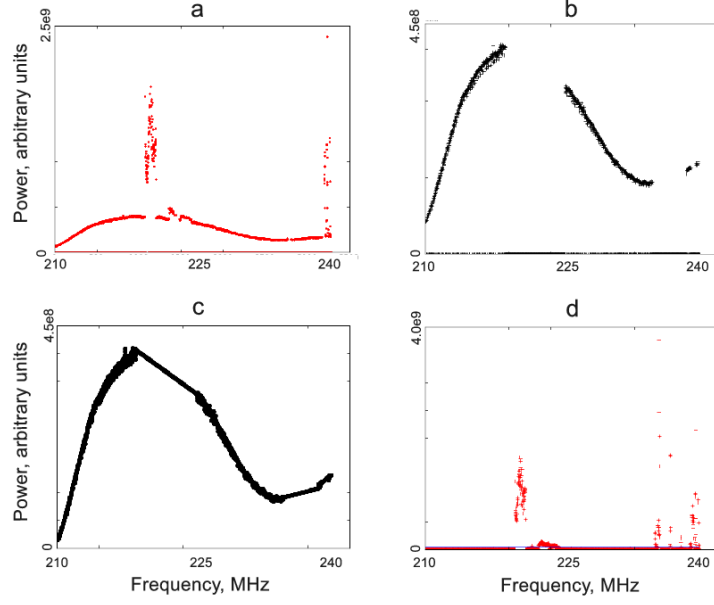 a
b
2.5e9
4.5e8
Power, arbitrary units
0
0
210
225
240
210
225
240
c
d
4.5e8
4.0e9
Power, arbitrary units
0
0
210
225
240
210
225
240
Frequency, MHz
Frequency, MHz